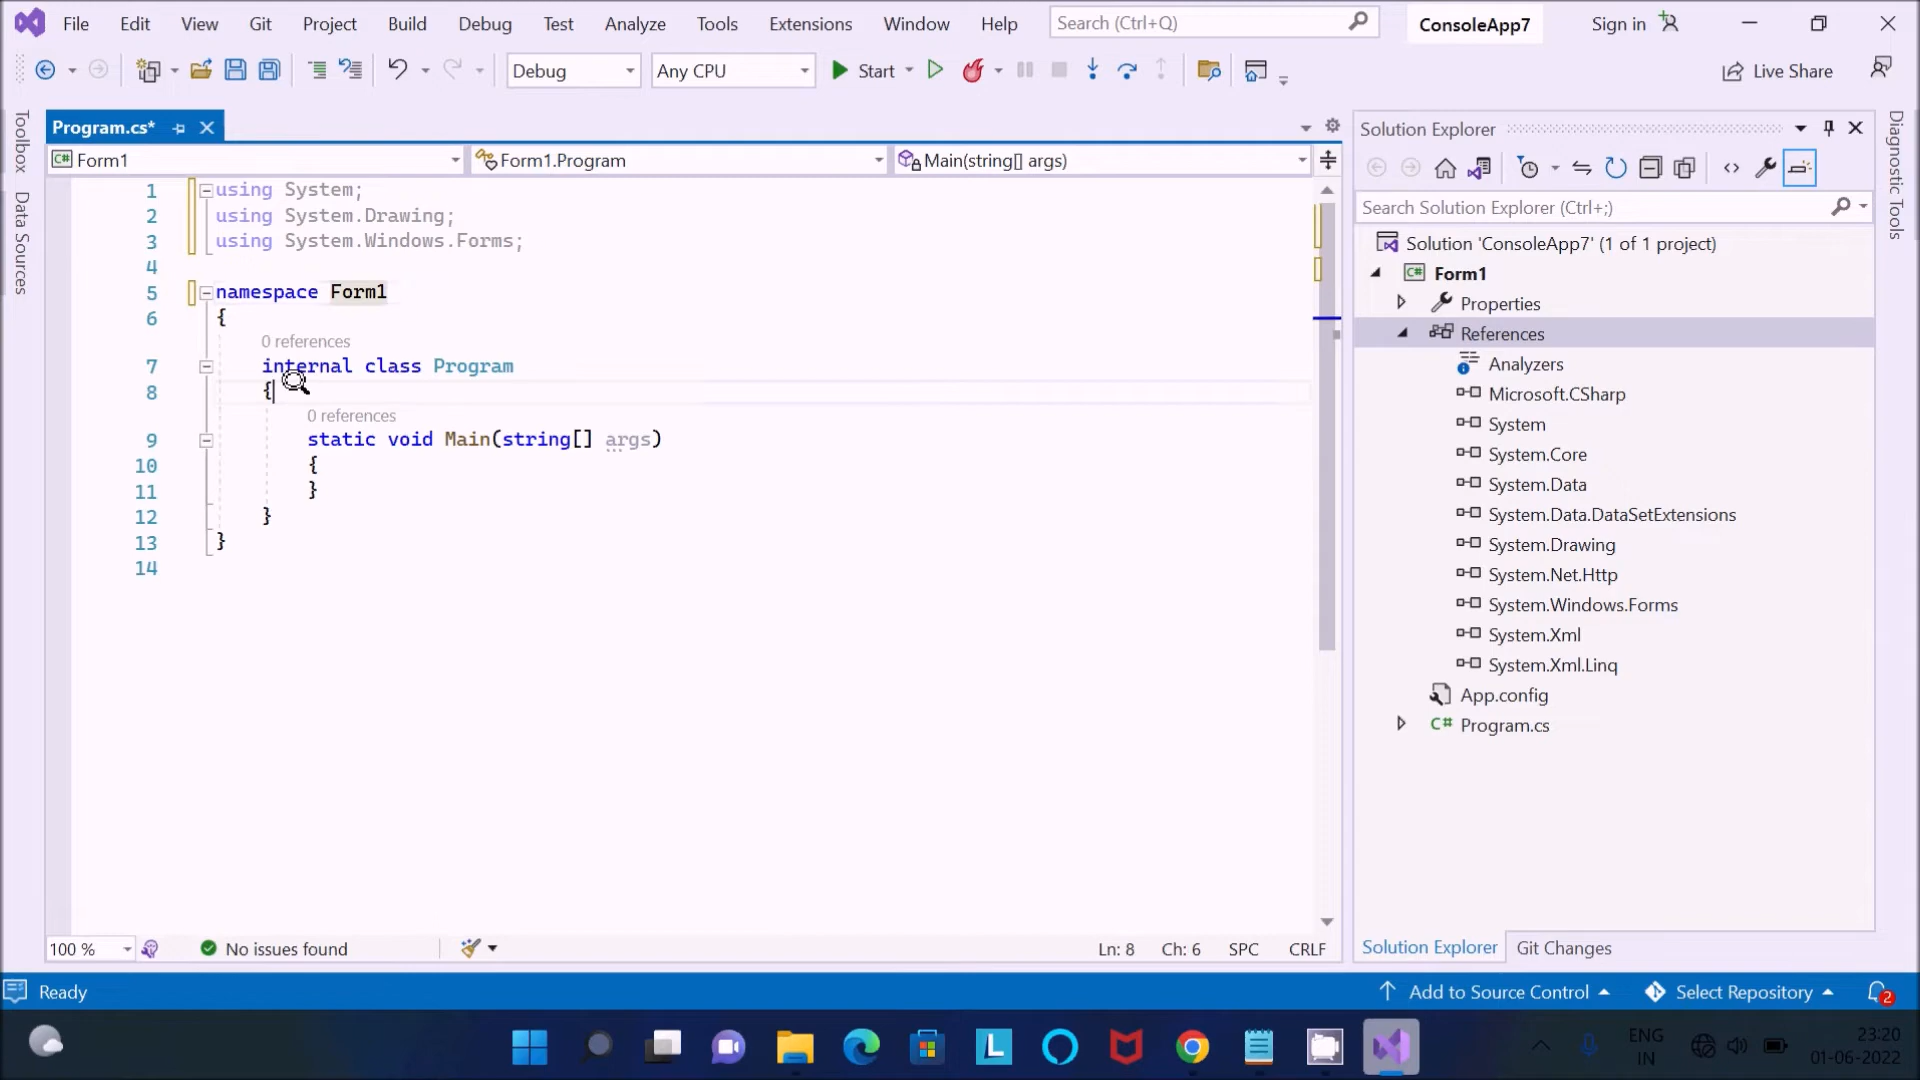 File Edit View Git Project Build Debug Test Analyze Tools Extensions Window Help Search (Ctrl+Q) ConsoleApp7 Sign in
Debug Any CPU Start Live Share
Toolbox
Data Sources
Program.cs*
Form1 Form1.Program Main(string[] args)
1 using System;
2 using System.Drawing;
3 using System.Windows.Forms;
4
5 namespace Form1
6 {
0 references
7 internal class Program
8 {
0 references
9 static void Main(string[] args)
10 {
11 }
12 }
13 }
14
100 % No issues found Ln: 8 Ch: 6 SPC CRLF
Solution Explorer
Search Solution Explorer (Ctrl+;)
Solution 'ConsoleApp7' (1 of 1 project)
C# Form1
Properties
References
Analyzers
Microsoft.CSharp
System
System.Core
System.Data
System.Data.DataSetExtensions
System.Drawing
System.Net.Http
System.Windows.Forms
System.Xml
System.Xml.Linq
App.config
C# Program.cs
Solution Explorer Git Changes
Diagnostic Tools
Ready Add to Source Control Select Repository 2
L
ENG
IN
23:20
01-06-2022